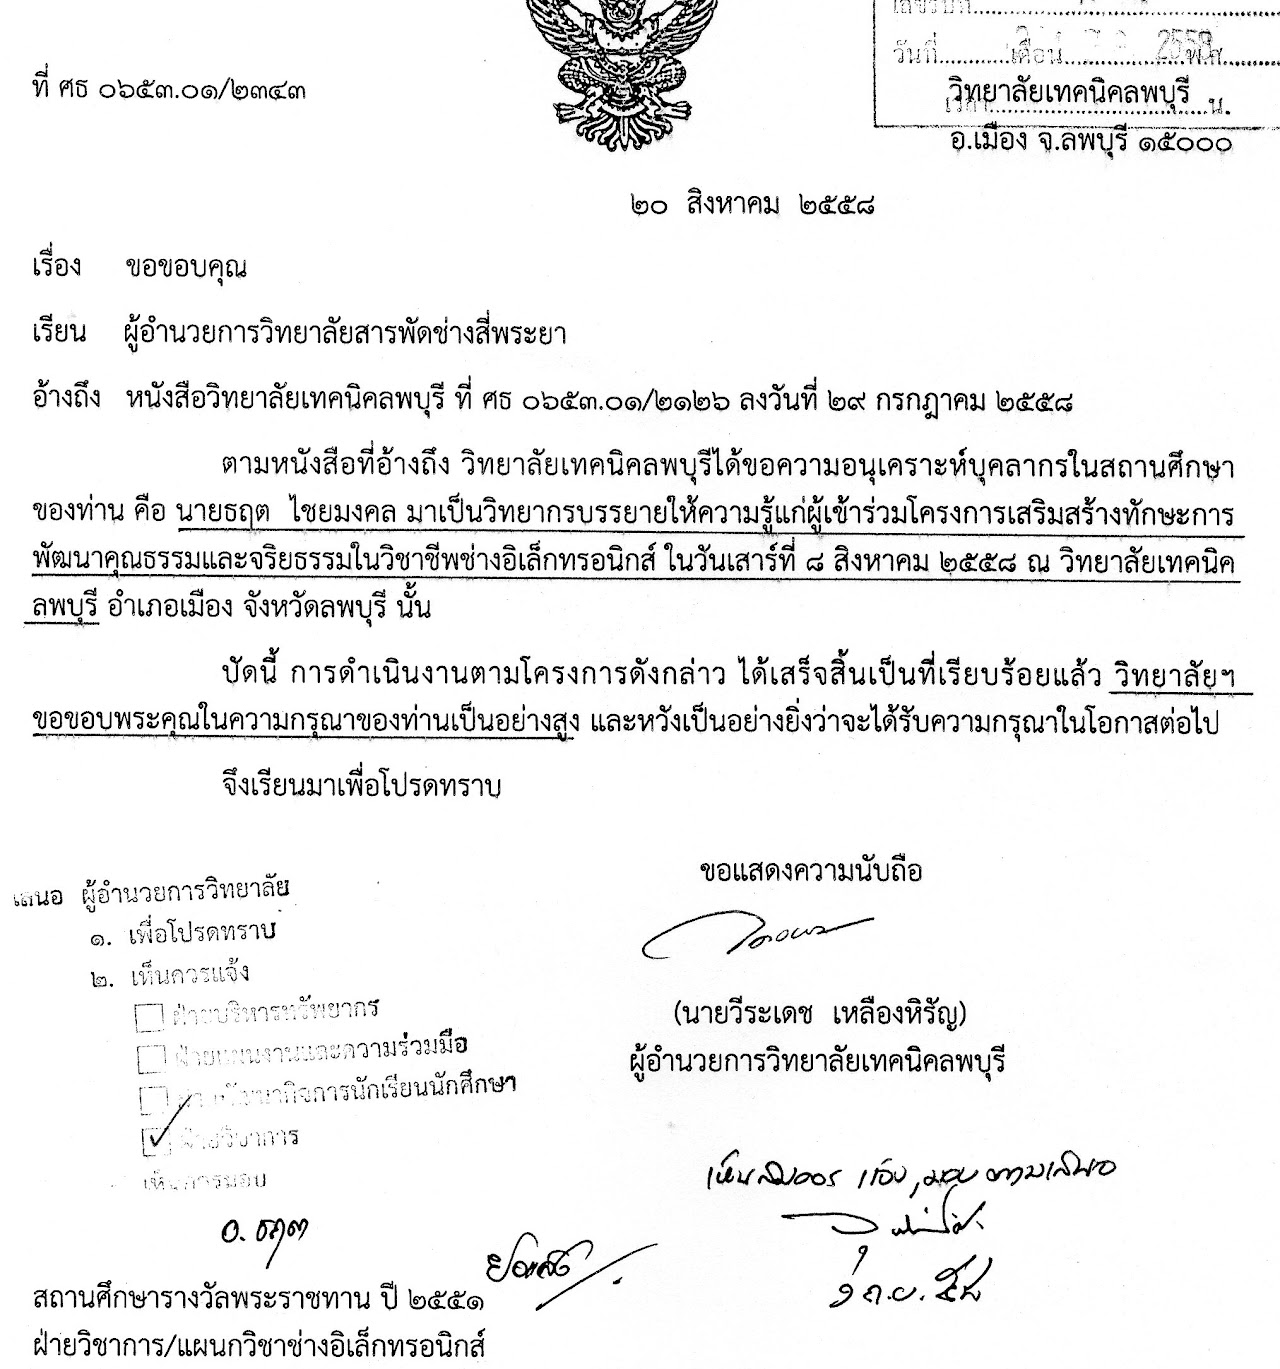 เลขรับที่
วันที่ เดือน 2558 พ.ศ.
ที่ ศธ ๐๖๕๓.๐๑/๒๓๔๓
วิทยาลัยเทคนิคลพบุรี
เวลา น.
อ.เมือง จ.ลพบุรี ๑๕๐๐๐
๒๐ สิงหาคม ๒๕๕๘
เรื่อง ขอขอบคุณ
เรียน ผู้อำนวยการวิทยาลัยสารพัดช่างสี่พระยา
อ้างถึง หนังสือวิทยาลัยเทคนิคลพบุรี ที่ ศธ ๐๖๕๓.๐๑/๒๑๒๖ ลงวันที่ ๒๙ กรกฎาคม ๒๕๕๘
ตามหนังสือที่อ้างถึง วิทยาลัยเทคนิคลพบุรีได้ขอความอนุเคราะห์บุคลากรในสถานศึกษา
ของท่าน คือ นายธฤต ไชยมงคล มาเป็นวิทยากรบรรยายให้ความรู้แก่ผู้เข้าร่วมโครงการเสริมสร้างทักษะการ
พัฒนาคุณธรรมและจริยธรรมในวิชาชีพช่างอิเล็กทรอนิกส์ ในวันเสาร์ที่ ๘ สิงหาคม ๒๕๕๘ ณ วิทยาลัยเทคนิค
ลพบุรี อำเภอเมือง จังหวัดลพบุรี นั้น
บัดนี้ การดำเนินงานตามโครงการดังกล่าว ได้เสร็จสิ้นเป็นที่เรียบร้อยแล้ว วิทยาลัยฯ
ขอขอบพระคุณในความกรุณาของท่านเป็นอย่างสูง และหวังเป็นอย่างยิ่งว่าจะได้รับความกรุณาในโอกาสต่อไป
จึงเรียนมาเพื่อโปรดทราบ
ขอแสดงความนับถือ
(นายวีระเดช เหลืองหิรัญ)
ผู้อำนวยการวิทยาลัยเทคนิคลพบุรี
เสนอ ผู้อำนวยการวิทยาลัย
๑. เพื่อโปรดทราบ
๒. เห็นควรแจ้ง
ฝ่ายบริหารทรัพยากร
ฝ่ายแผนงานและความร่วมมือ
ฝ่ายพัฒนากิจการนักเรียนนักศึกษา
ฝ่ายวิชาการ
เห็นควรมอบ
อ. ธฤต
เห็นสมควร แจ้ง, มอบ ตามเสนอ
๑ ก.ย. ๕๘
สถานศึกษารางวัลพระราชทาน ปี ๒๕๕๑
ฝ่ายวิชาการ/แผนกวิชาช่างอิเล็กทรอนิกส์